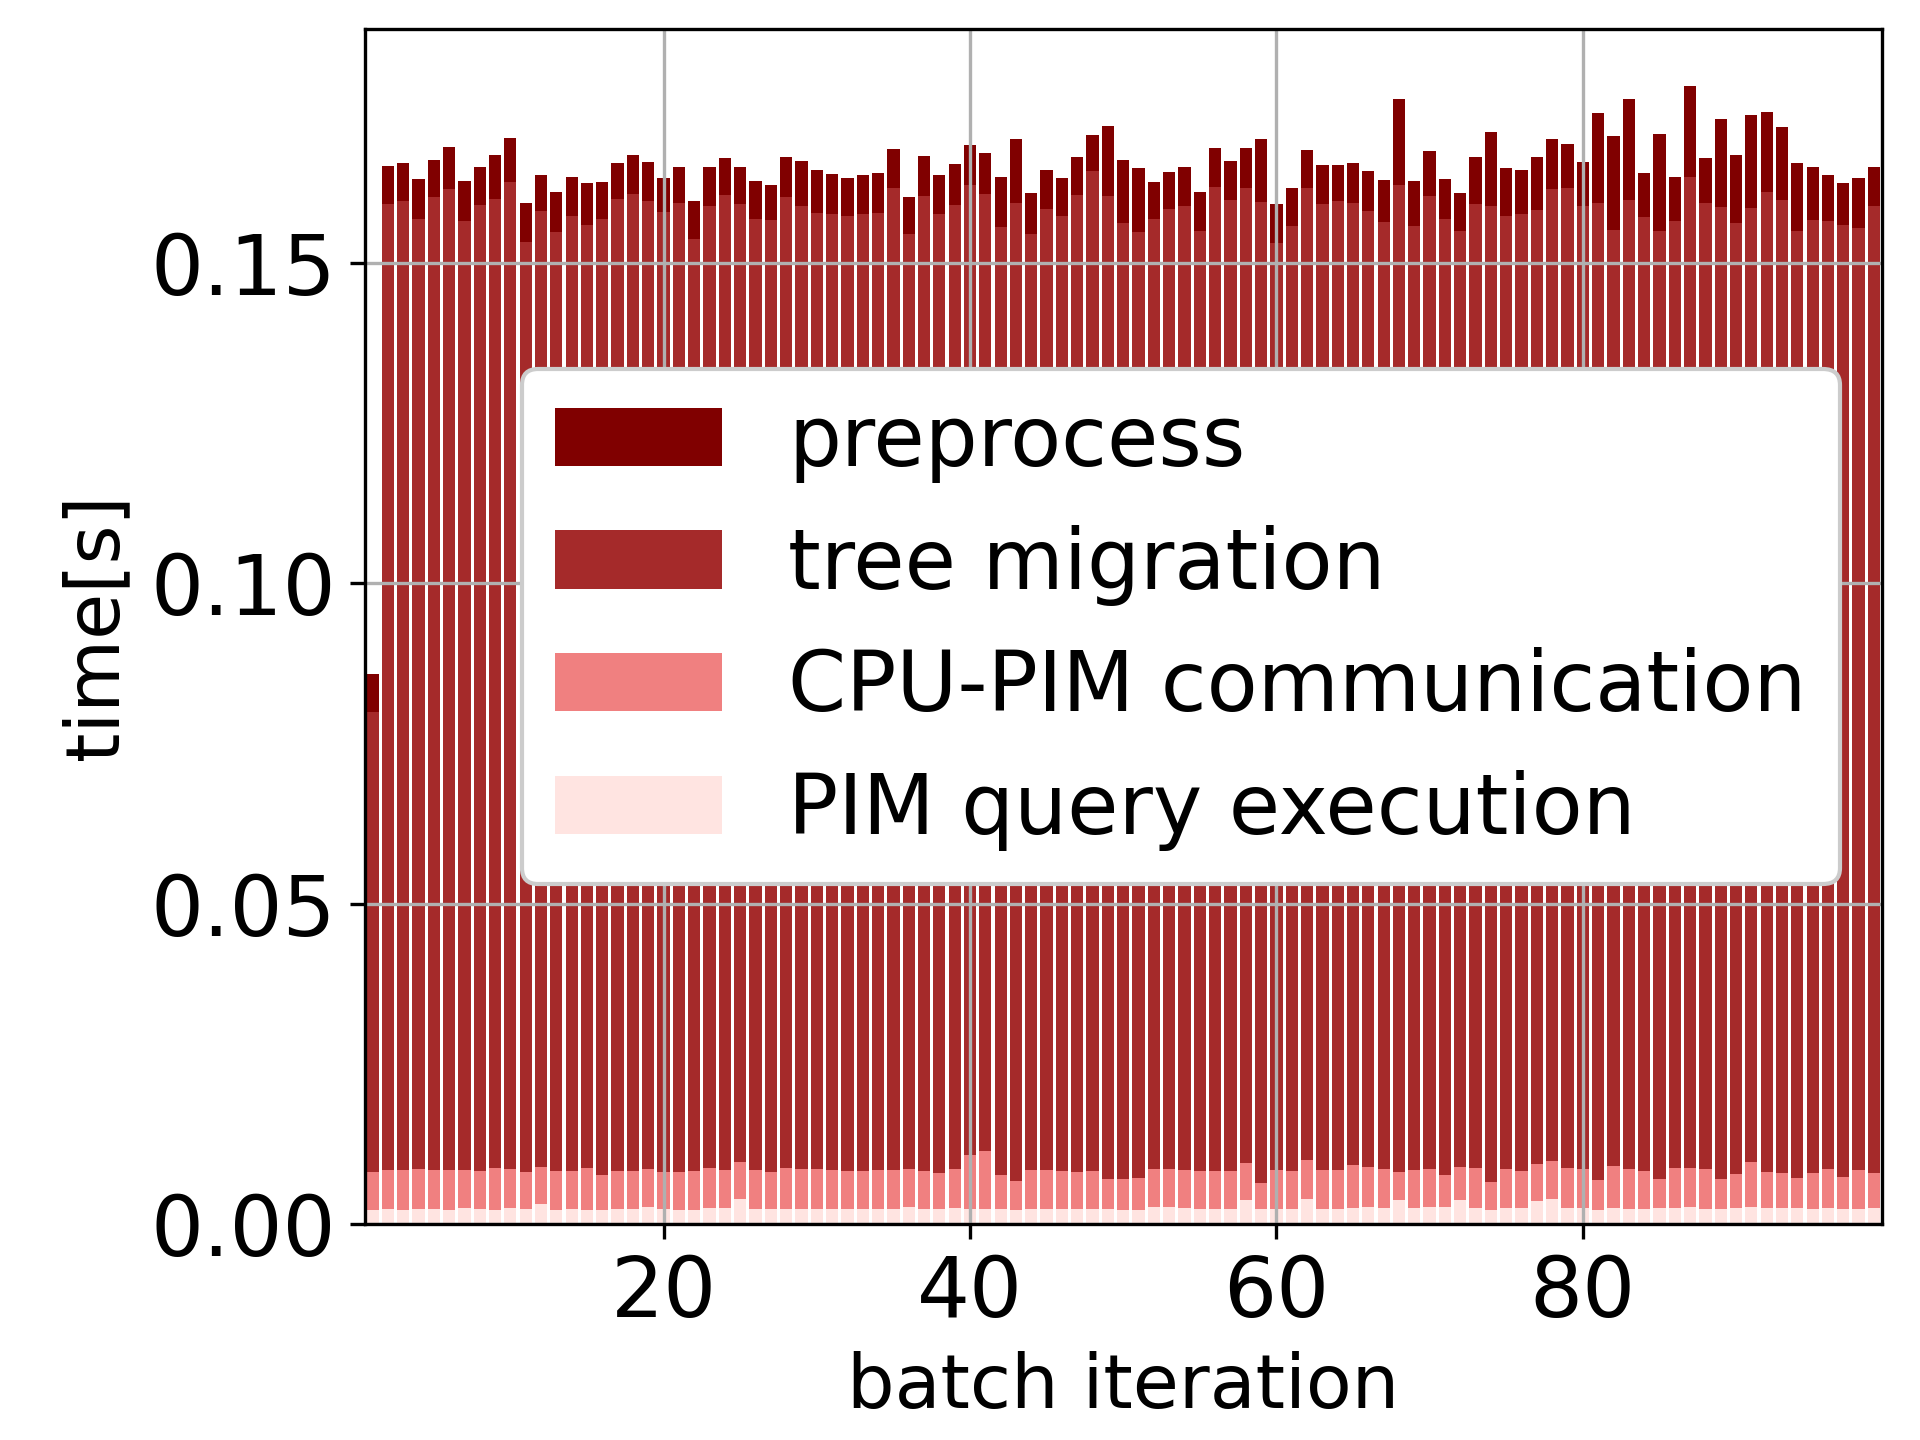 time[s]
0.15
0.10
0.05
0.00
preprocess
tree migration
CPU-PIM communication
PIM query execution
20 40 60 80
batch iteration